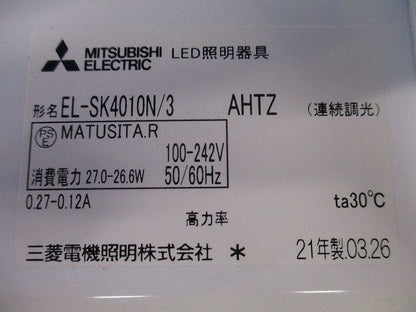 MITSUBISHI ELECTRIC LED照明器具
形名 EL-SK4010N/3 AHTZ (連続調光)
PSE MATUSITA.R
100-242V
消費電力 27.0-26.6W 50/60Hz
0.27-0.12A ta30℃
高力率
三菱電機照明株式会社 * 21年製.03.26